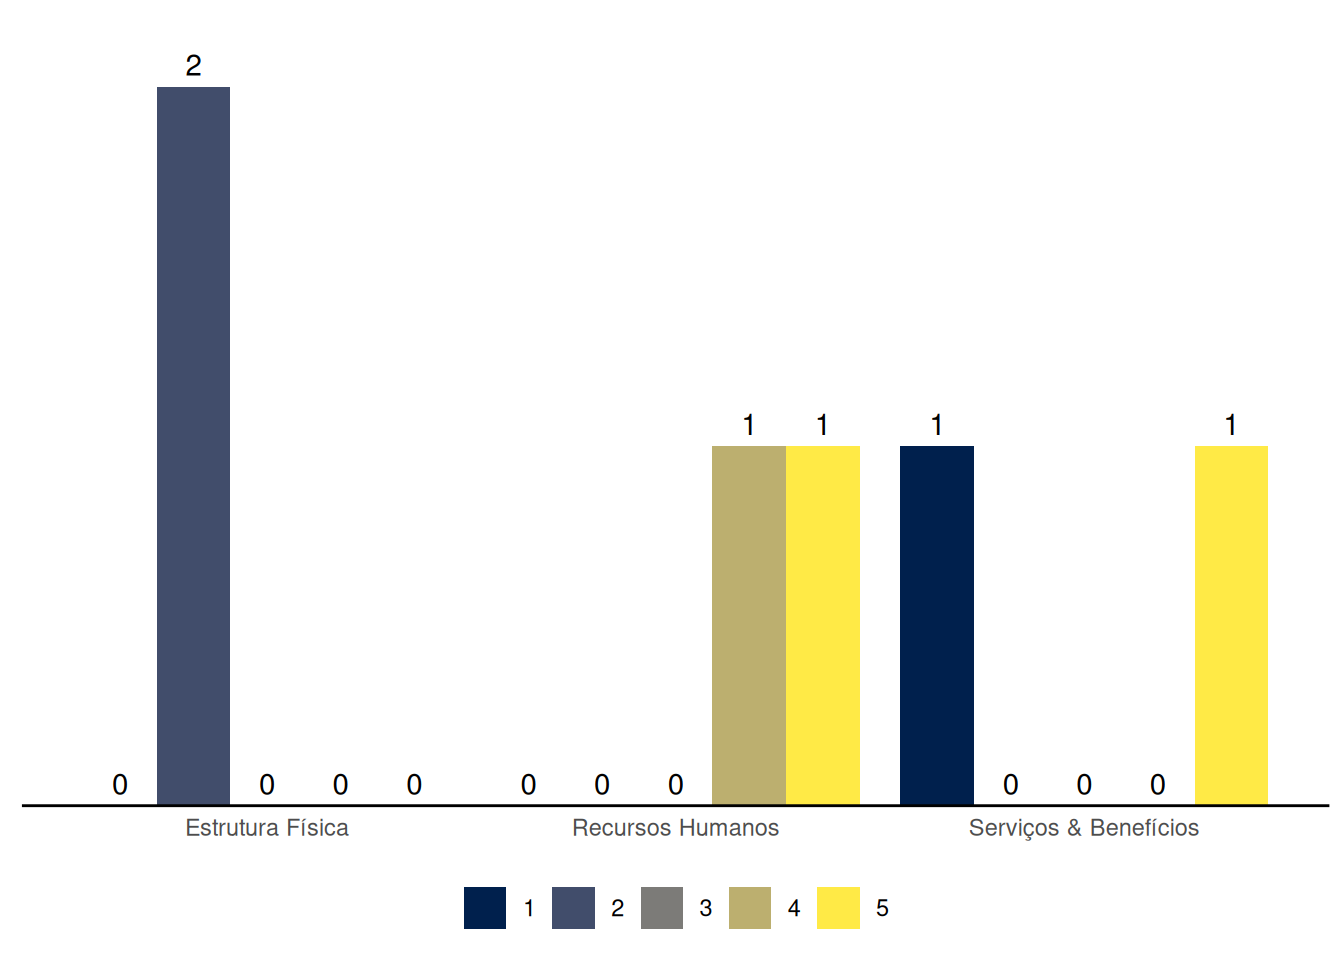 2
1 1 1 1
0 0 0 0 0 0 0 0 0 0
Estrutura Física Recursos Humanos Serviços & Benefícios
1 2 3 4 5